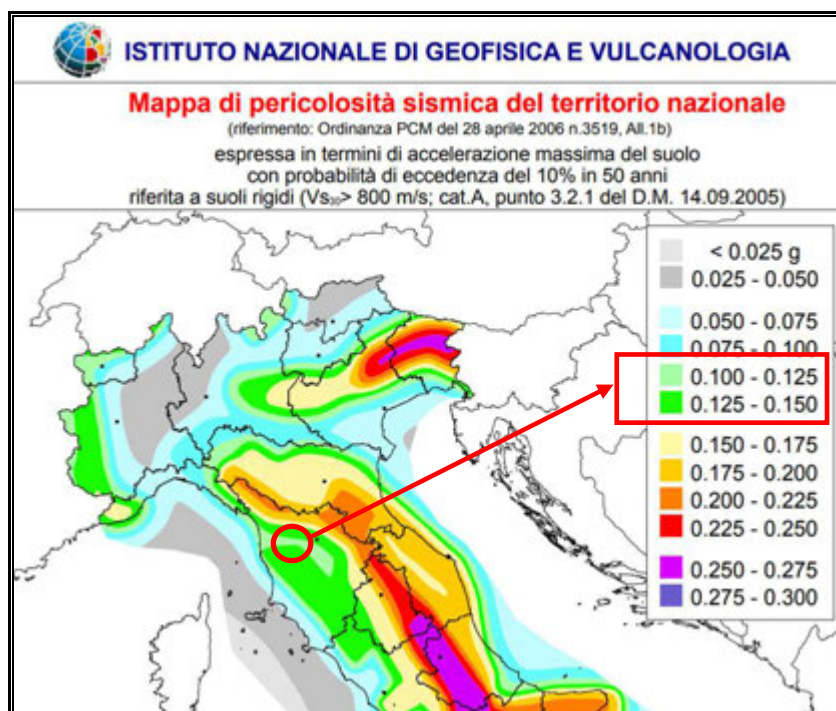 ISTITUTO NAZIONALE DI GEOFISICA E VULCANOLOGIA
Mappa di pericolosità sismica del territorio nazionale
(riferimento: Ordinanza PCM del 28 aprile 2006 n.3519, All.1b)
espressa in termini di accelerazione massima del suolo
con probabilità di eccedenza del 10% in 50 anni
riferita a suoli rigidi (Vs₃₀> 800 m/s; cat.A, punto 3.2.1 del D.M. 14.09.2005)
< 0.025 g
0.025 - 0.050
0.050 - 0.075
0.075 - 0.100
0.100 - 0.125
0.125 - 0.150
0.150 - 0.175
0.175 - 0.200
0.200 - 0.225
0.225 - 0.250
0.250 - 0.275
0.275 - 0.300